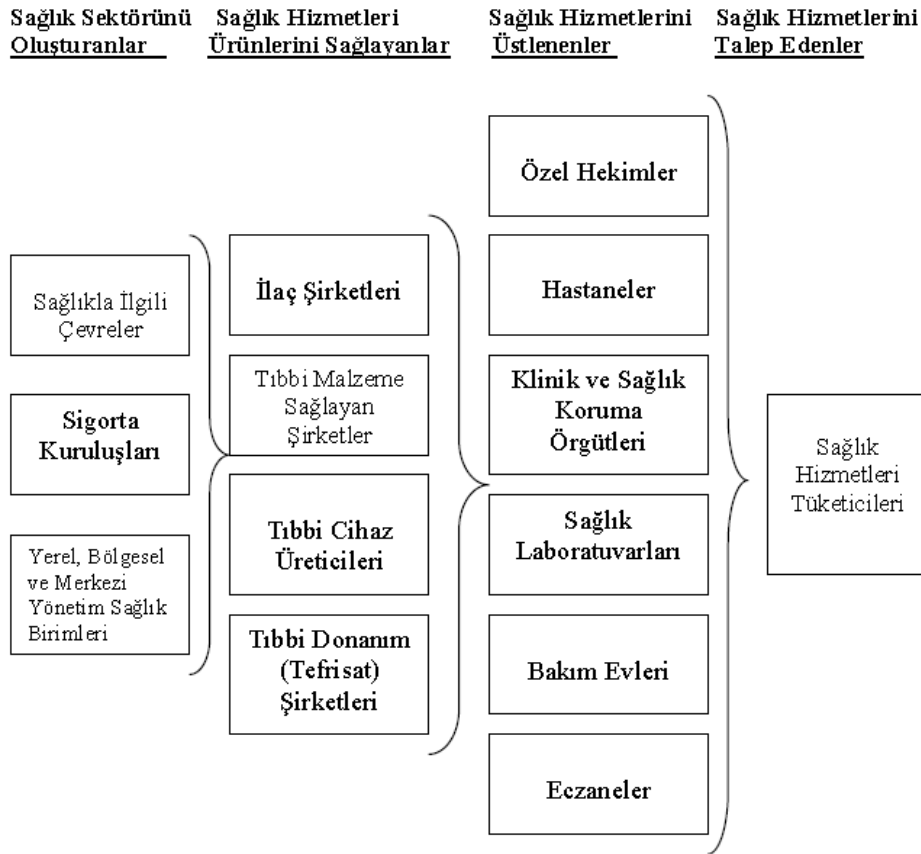 Sağlık Sektörünü
Oluşturanlar
Sağlık Hizmetleri
Ürünlerini Sağlayanlar
Sağlık Hizmetlerini
Üstlenenler
Sağlık Hizmetlerini
Talep Edenler
Sağlıkla İlgili
Çevreler
Sigorta
Kuruluşları
Yerel, Bölgesel
ve Merkezi
Yönetim Sağlık
Birimleri
İlaç Şirketleri
Tıbbi Malzeme
Sağlayan
Şirketler
Tıbbi Cihaz
Üreticileri
Tıbbi Donanım
(Tefrisat)
Şirketleri
Özel Hekimler
Hastaneler
Klinik ve Sağlık
Koruma
Örgütleri
Sağlık
Laboratuvarları
Bakım Evleri
Eczaneler
Sağlık
Hizmetleri
Tüketicileri